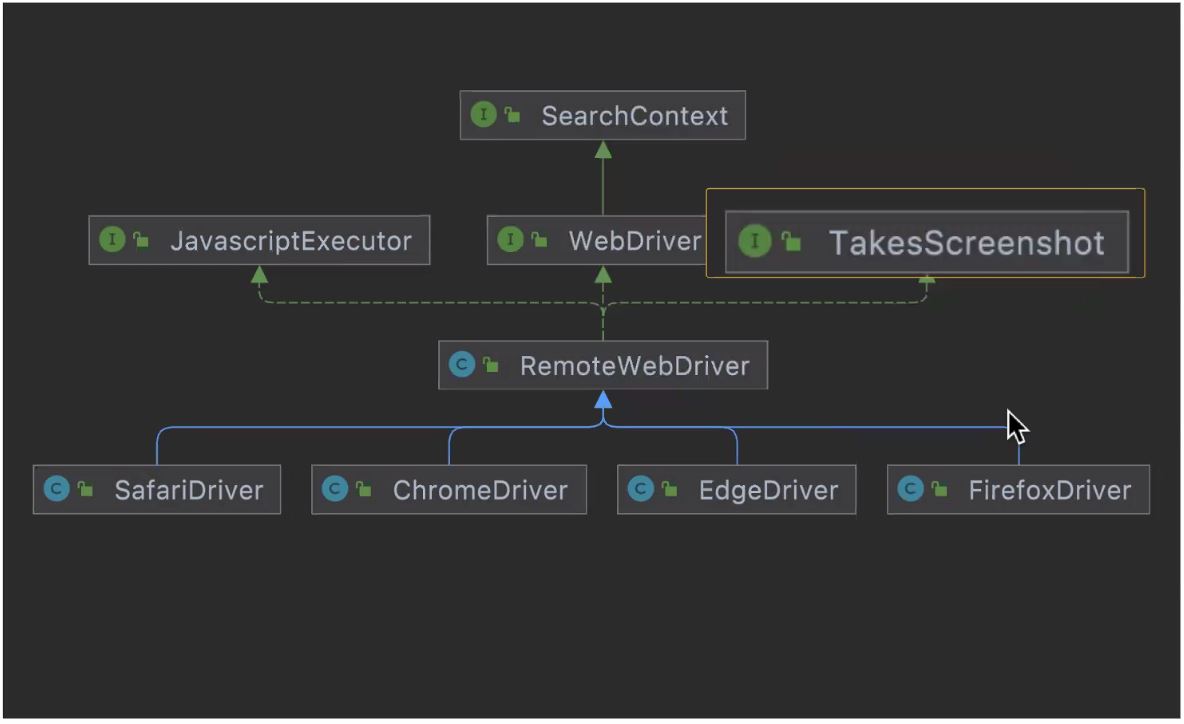 I SearchContext
I JavascriptExecutor
I WebDriver
I TakesScreenshot
C RemoteWebDriver
C SafariDriver
C ChromeDriver
C EdgeDriver
C FirefoxDriver